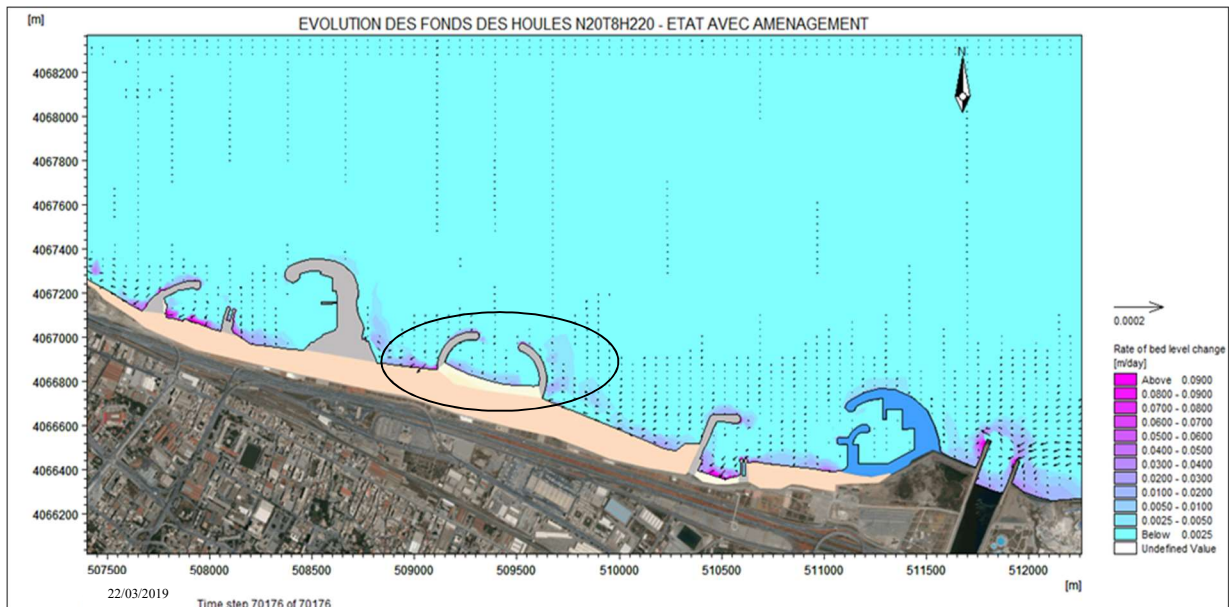 EVOLUTION DES FONDS DES HOULES N20T8H220 - ETAT AVEC AMENAGEMENT
[m]
N
4068200
4068000
4067800
4067600
4067400
4067200
4067000
4066800
4066600
4066400
4066200
507500 508000 508500 509000 509500 510000 510500 511000 511500 512000
[m]
0.0002
Rate of bed level change
[m/day]
Above 0.0900
0.0800 - 0.0900
0.0700 - 0.0800
0.0600 - 0.0700
0.0500 - 0.0600
0.0400 - 0.0500
0.0300 - 0.0400
0.0200 - 0.0300
0.0100 - 0.0200
0.0050 - 0.0100
0.0025 - 0.0050
Below 0.0025
Undefined Value
22/03/2019
Time step 70176 of 70176